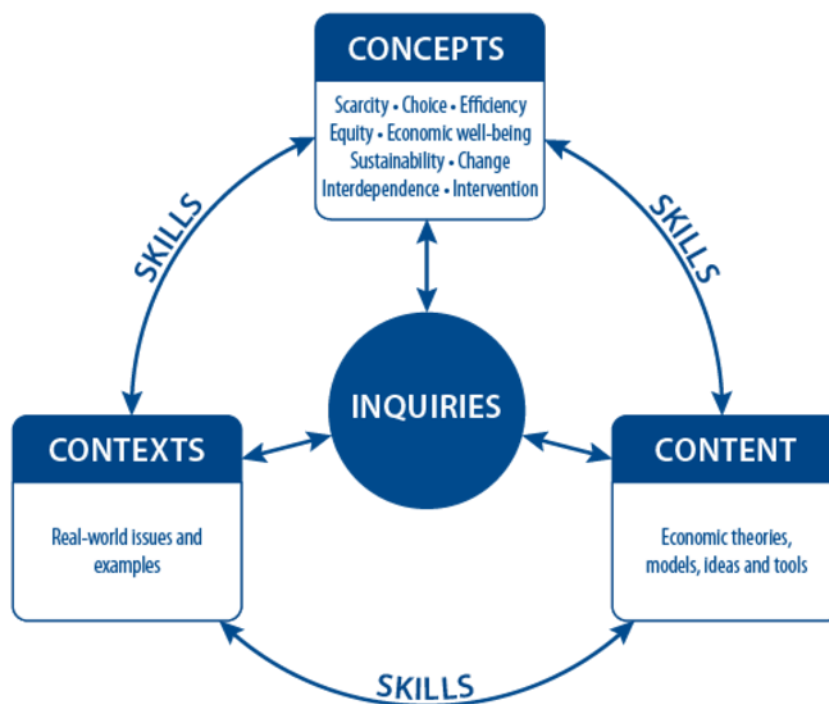 CONCEPTS
Scarcity • Choice • Efficiency
Equity • Economic well-being
Sustainability • Change
Interdependence • Intervention
SKILLS
SKILLS
INQUIRIES
CONTEXTS
Real-world issues and
examples
CONTENT
Economic theories,
models, ideas and tools
SKILLS